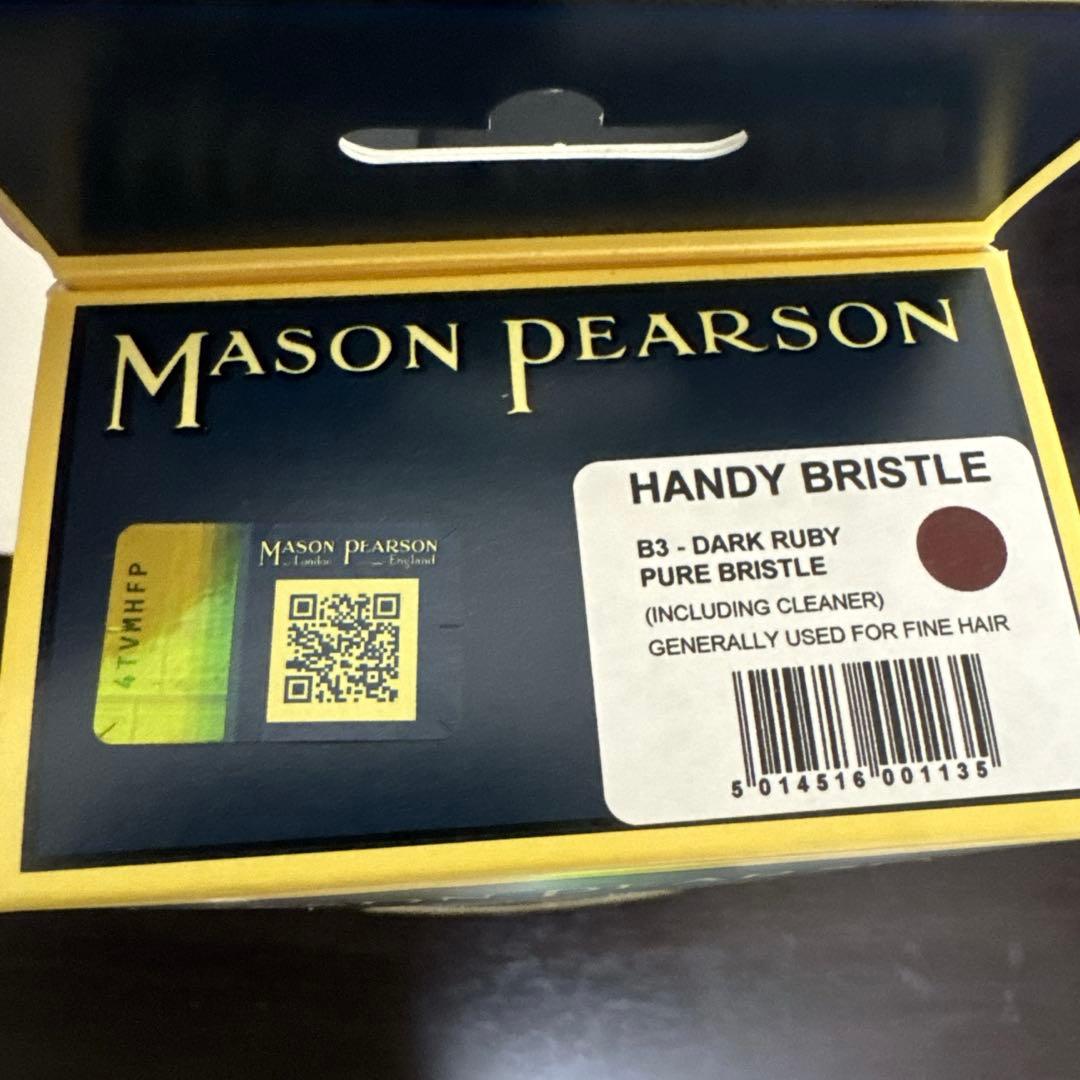 MASON PEARSON
HANDY BRISTLE
B3 - DARK RUBY
PURE BRISTLE
(INCLUDING CLEANER)
GENERALLY USED FOR FINE HAIR
5 014516 001135
4TVMHFP
MASON PEARSON
London England